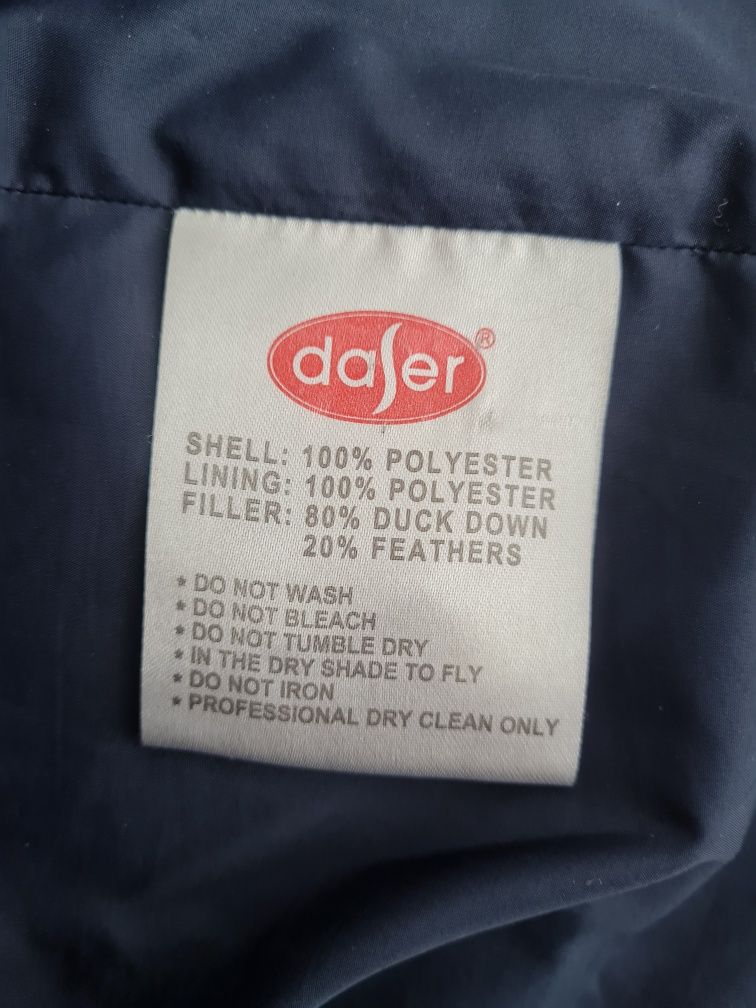 daser®
SHELL: 100% POLYESTER
LINING: 100% POLYESTER
FILLER: 80% DUCK DOWN
20% FEATHERS
* DO NOT WASH
* DO NOT BLEACH
* DO NOT TUMBLE DRY
* IN THE DRY SHADE TO FLY
* DO NOT IRON
* PROFESSIONAL DRY CLEAN ONLY